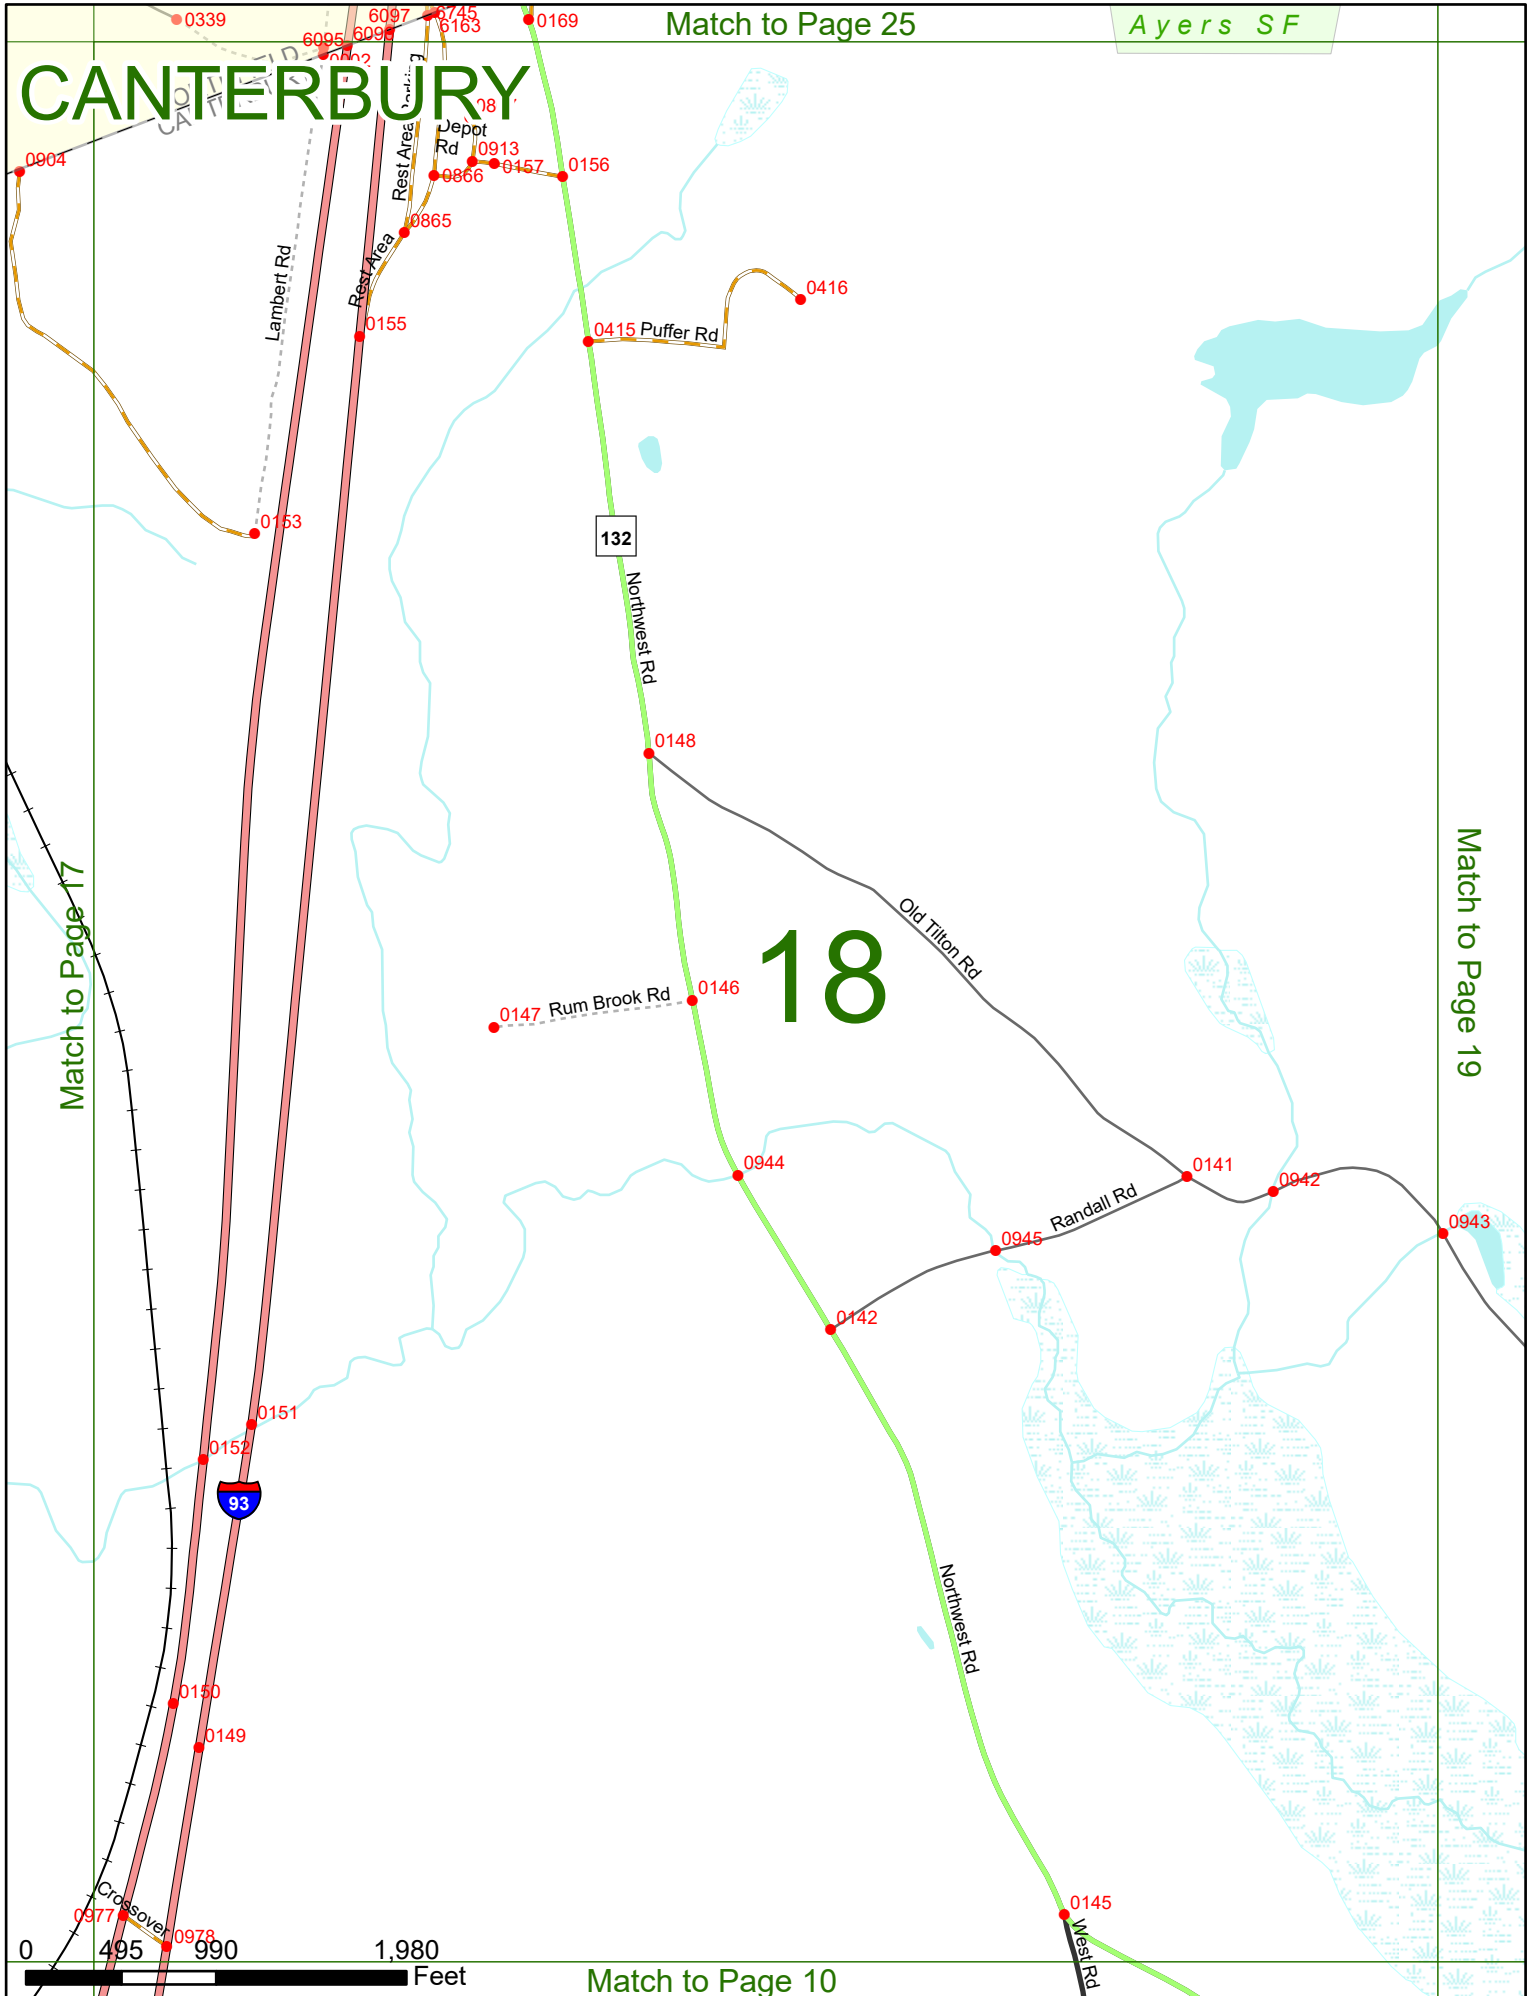 0339
6097
6745
6163
0169
Match to Page 25
Ayers SF
6095
6096
CANTERBURY
Depot
Rd
0913
0157
0156
0904
0866
0865
Rest Area
Lambert Rd
0155
0416
0415
Puffer Rd
0153
132
Northwest Rd
0148
Match to Page 17
Match to Page 19
Old Tilton Rd
18
0147
Rum Brook Rd
0146
0944
0141
0942
Randall Rd
0945
0943
0142
0151
0152
93
Northwest Rd
0150
0149
Crossover
0977
0978
0145
West Rd
0 495 990 1,980
Feet
Match to Page 10